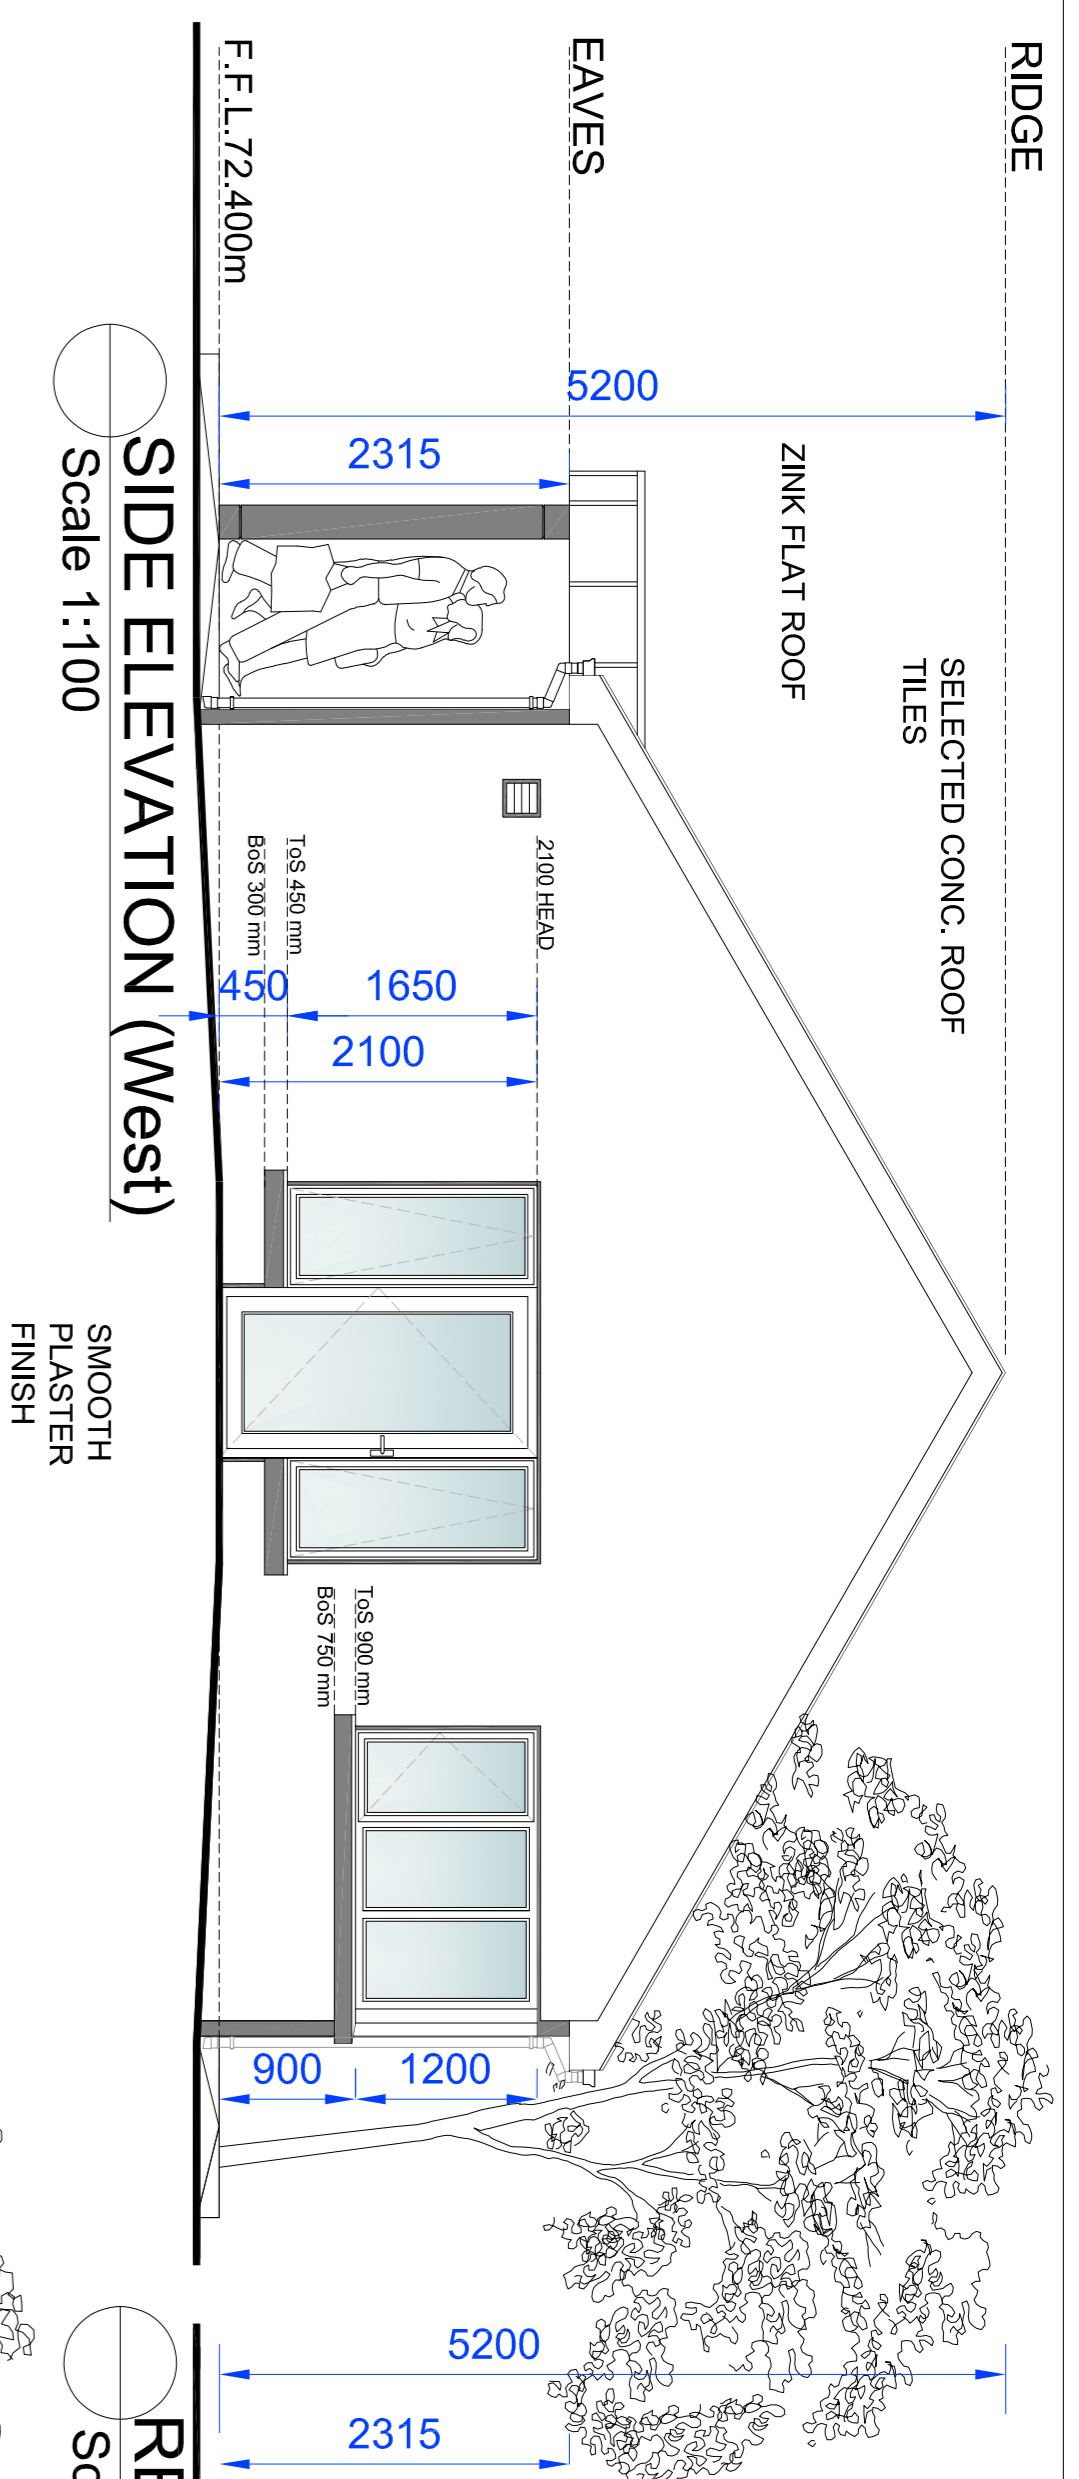 RIDGE
SELECTED CONC. ROOF
TILES
ZINK FLAT ROOF
EAVES
5200
2315
2100 HEAD
ToS 450 mm
BoS 300 mm
450
1650
2100
ToS 900 mm
BoS 750 mm
900
1200
F.F.L.72.400m
SIDE ELEVATION (West)
Scale 1:100
SMOOTH
PLASTER
FINISH
5200
2315